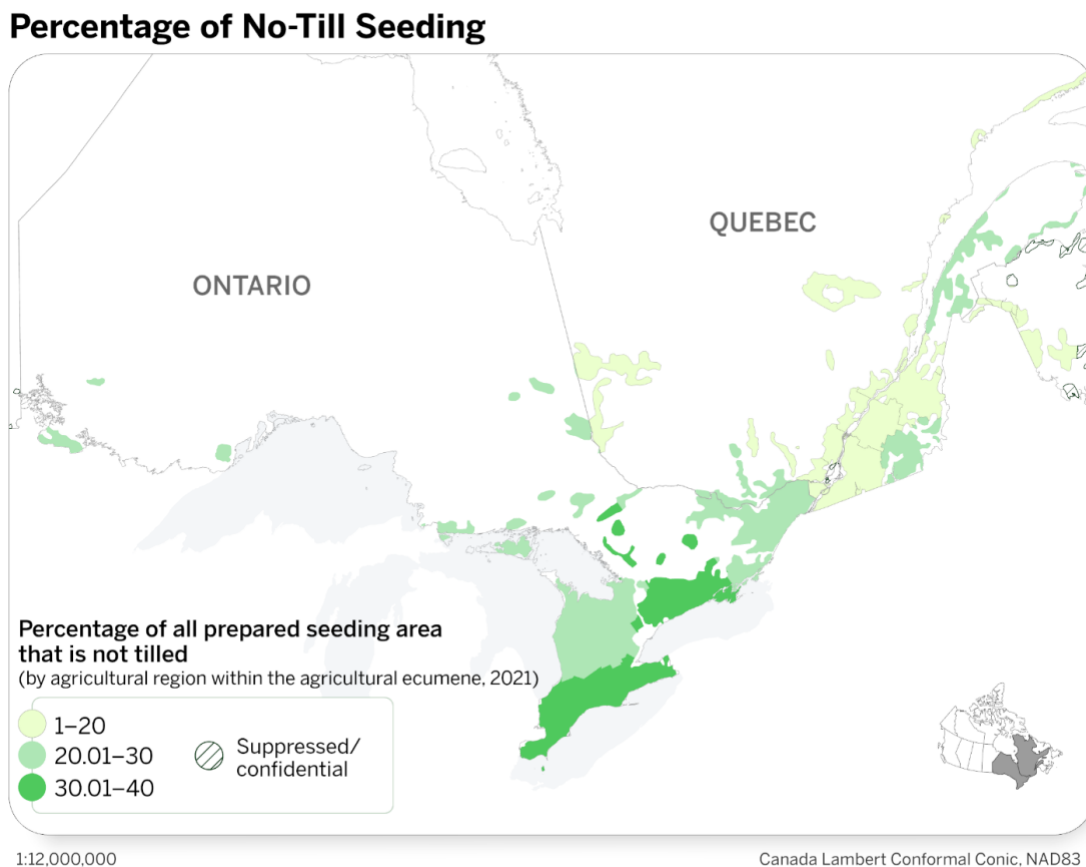 Percentage of No-Till Seeding
QUEBEC
ONTARIO
Percentage of all prepared seeding area
that is not tilled
(by agricultural region within the agricultural ecumene, 2021)
1–20
20.01–30
30.01–40
Suppressed/
confidential
1:12,000,000
Canada Lambert Conformal Conic, NAD83